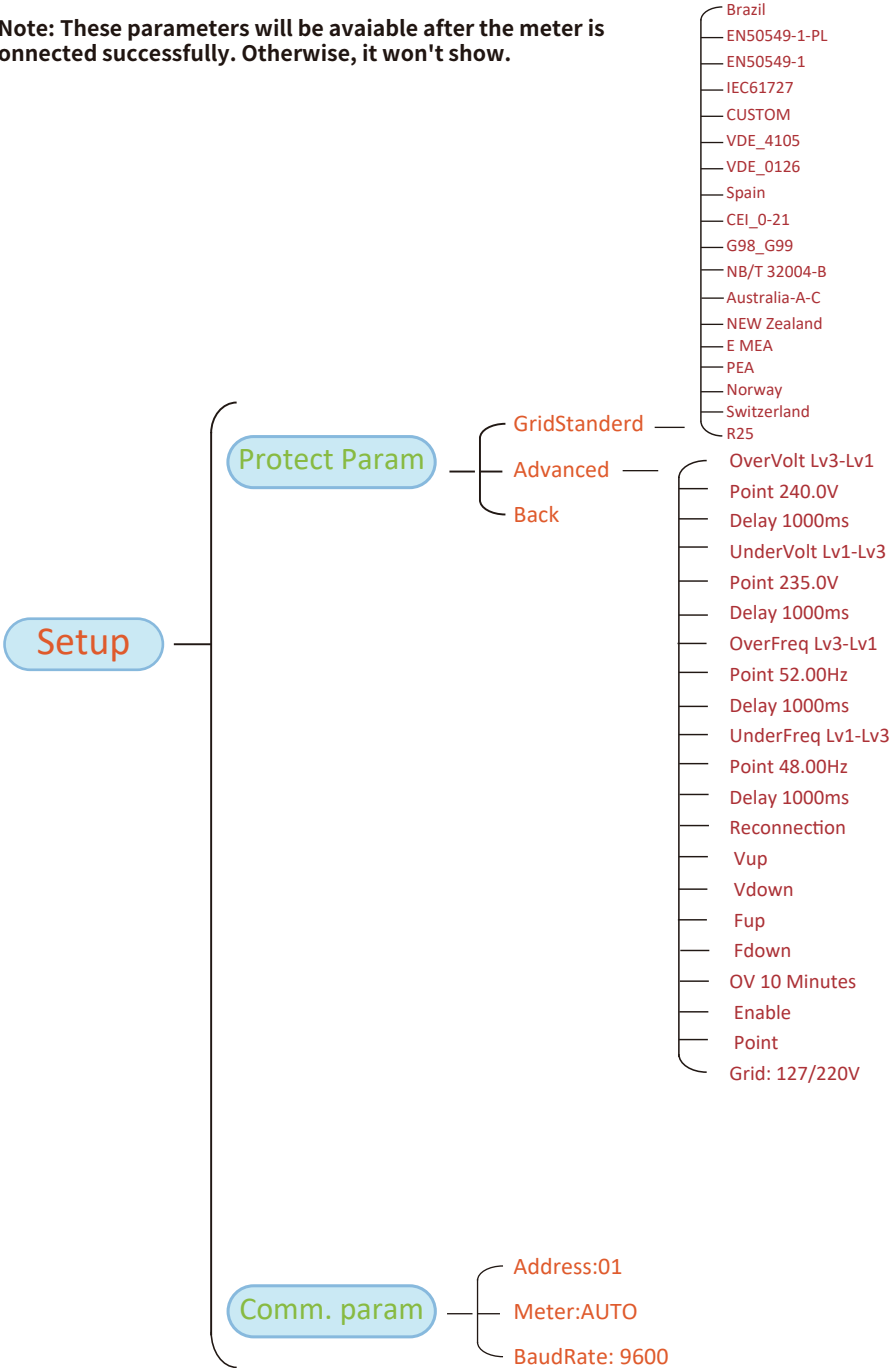 Note: These parameters will be avaiable after the meter is
onnected successfully. Otherwise, it won't show.
Brazil
EN50549-1-PL
EN50549-1
IEC61727
CUSTOM
VDE_4105
VDE_0126
Spain
CEI_0-21
G98_G99
NB/T 32004-B
Australia-A-C
NEW Zealand
E MEA
PEA
Norway
Switzerland
R25
Setup
Protect Param
GridStanderd
Advanced
Back
OverVolt Lv3-Lv1
Point 240.0V
Delay 1000ms
UnderVolt Lv1-Lv3
Point 235.0V
Delay 1000ms
OverFreq Lv3-Lv1
Point 52.00Hz
Delay 1000ms
UnderFreq Lv1-Lv3
Point 48.00Hz
Delay 1000ms
Reconnection
Vup
Vdown
Fup
Fdown
OV 10 Minutes
Enable
Point
Grid: 127/220V
Comm. param
Address:01
Meter:AUTO
BaudRate: 9600